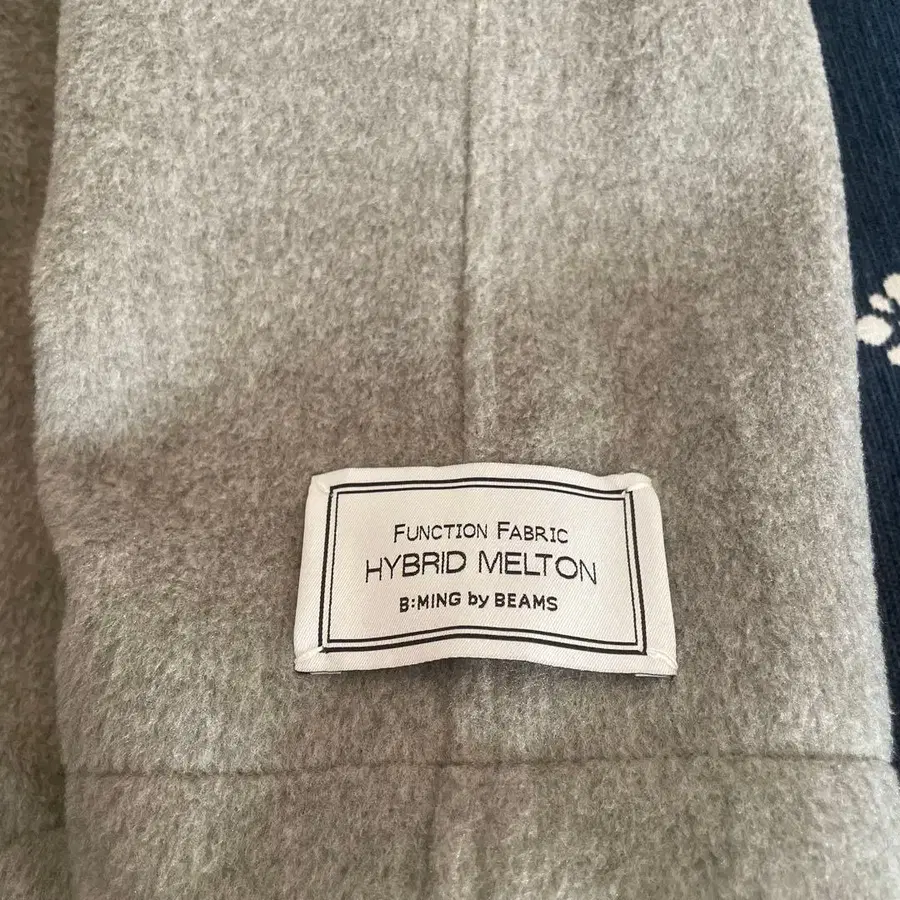 FUNCTION FABRIC
HYBRID MELTON
B:MING by BEAMS